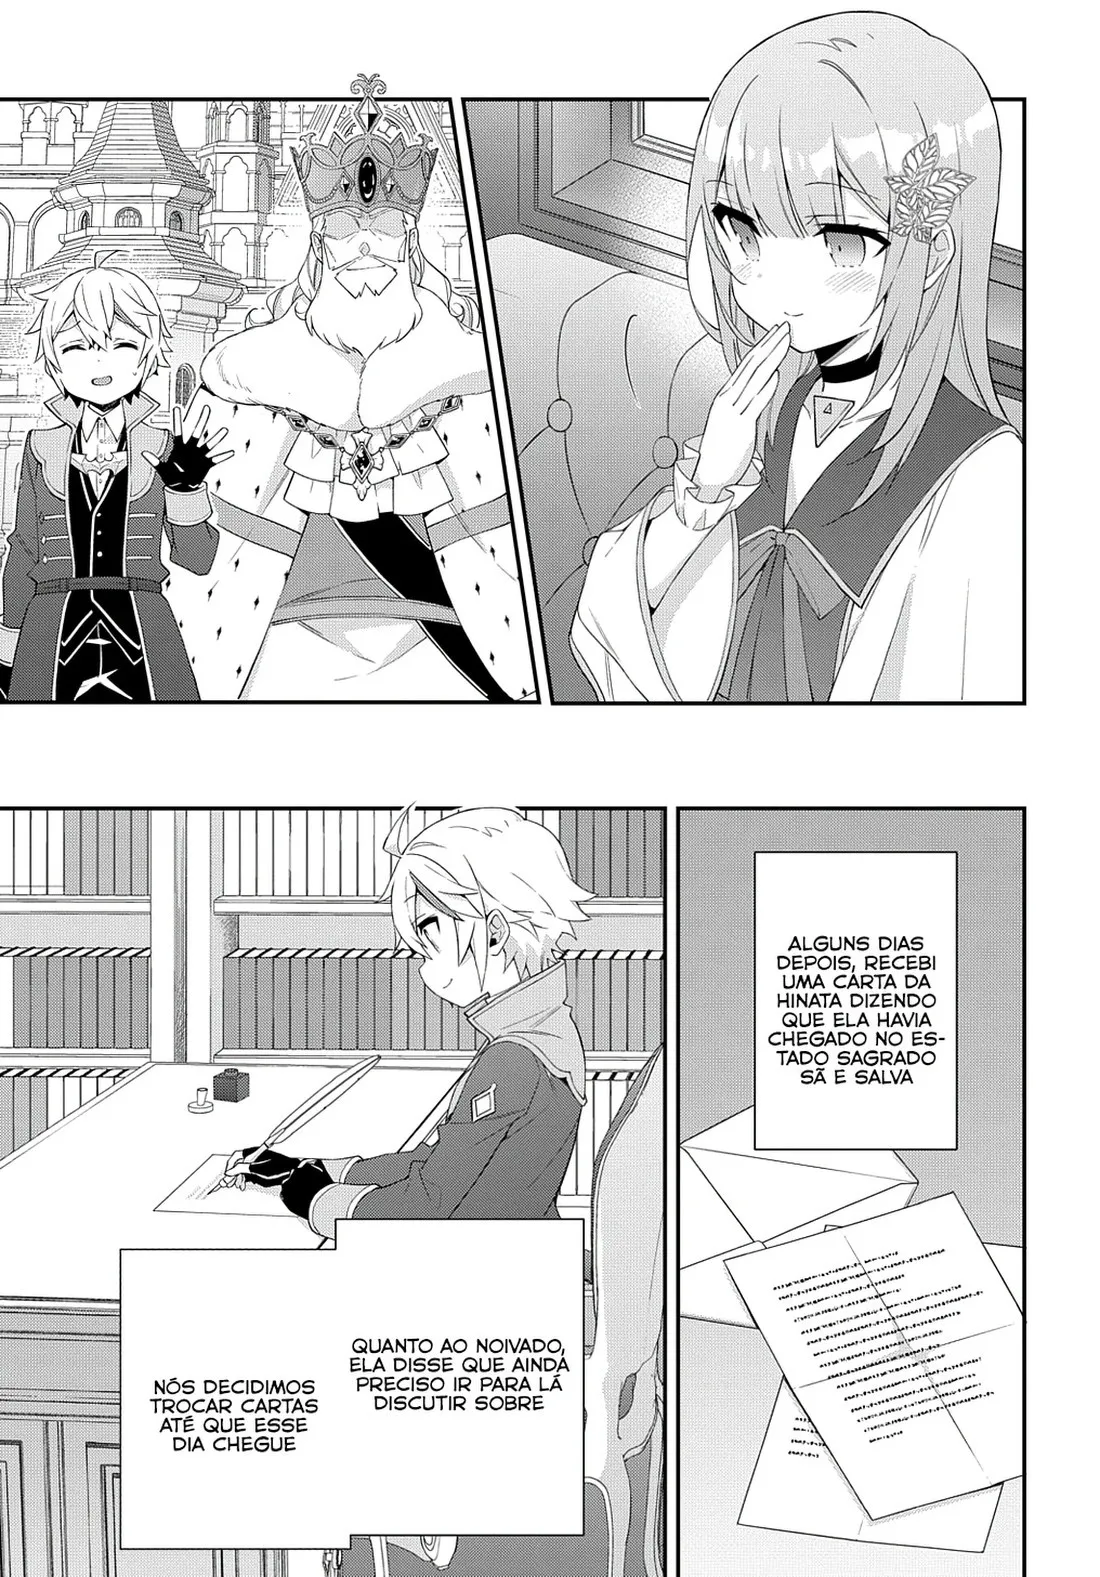 ALGUNS DIAS
DEPOIS, RECEBI
UMA CARTA DA
HINATA DIZENDO
QUE ELA HAVIA
CHEGADO NO ES-
TADO SAGRADO
SÃ E SALVA
QUANTO AO NOIVADO,
ELA DISSE QUE AINDA
PRECISO IR PARA LÁ
DISCUTIR SOBRE
NÓS DECIDIMOS
TROCAR CARTAS
ATÉ QUE ESSE
DIA CHEGUE